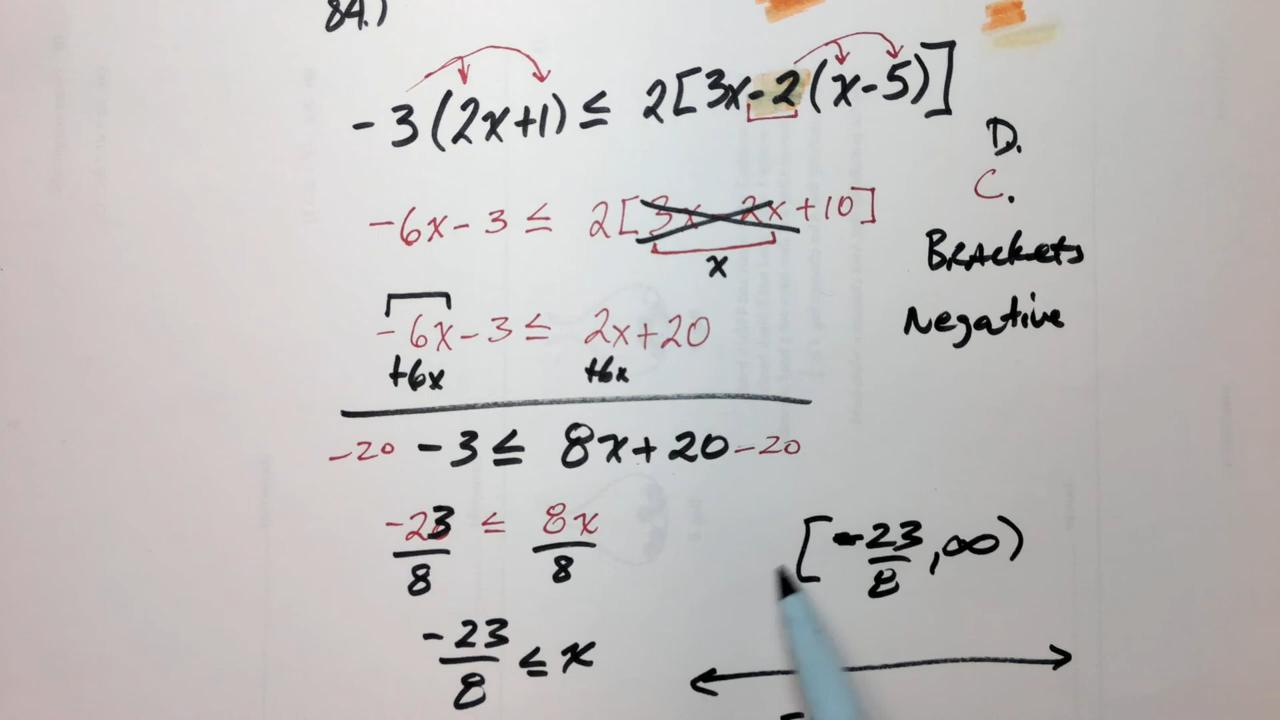 84.)
-3(2x+1) ≤ 2[3x-2(x-5)]
D.
C.
-6x-3 ≤ 2[3x-2x+10]
x
Brackets
Negative
-6x-3 ≤ 2x+20
+6x +6x
-20 -3 ≤ 8x+20 -20
-23/8 ≤ 8x/8
[-23/8, ∞)
-23/8 ≤ x